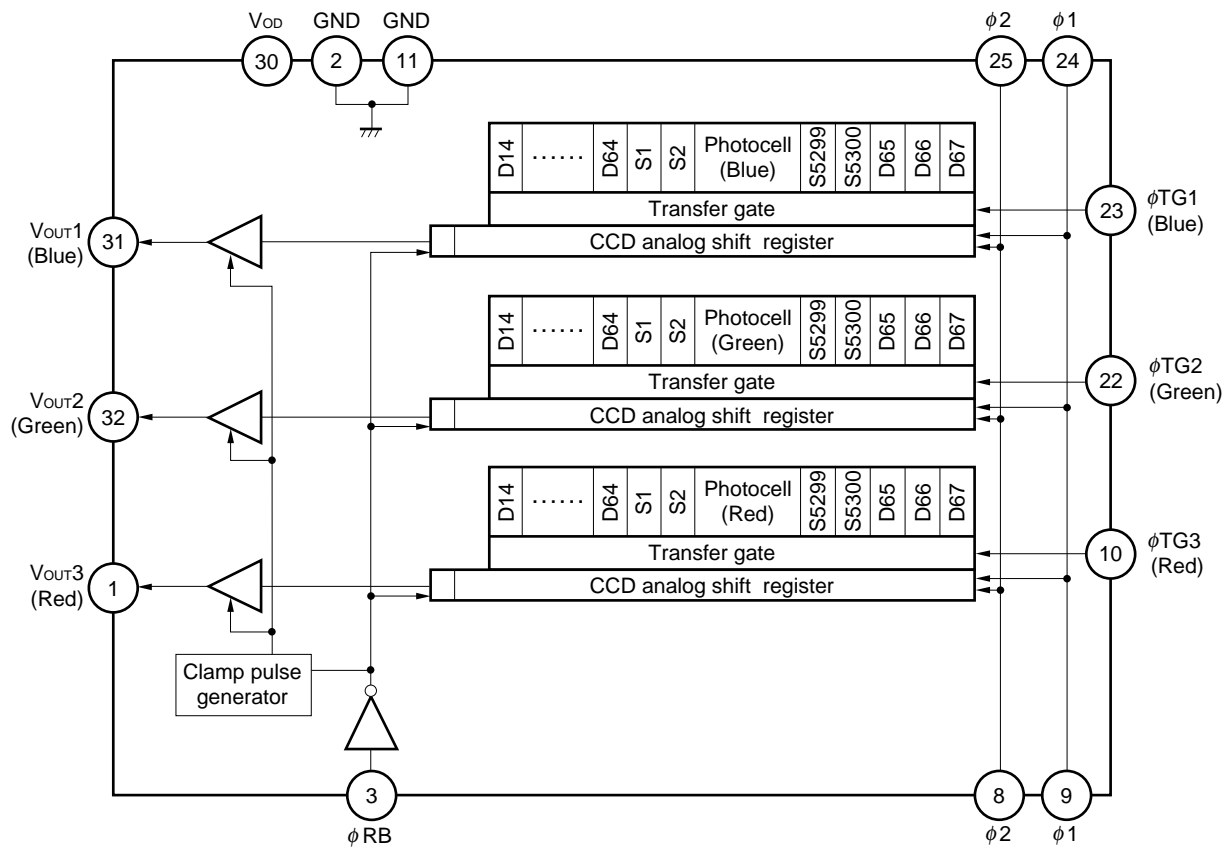 VOD GND GND φ2 φ1
30 2 11 25 24
D14 ...... D64 S1 S2 Photocell (Blue) S5299 S5300 D65 D66 D67
Transfer gate
23 φTG1 (Blue)
VOUT1 (Blue) 31
CCD analog shift register
D14 ...... D64 S1 S2 Photocell (Green) S5299 S5300 D65 D66 D67
Transfer gate
22 φTG2 (Green)
VOUT2 (Green) 32
CCD analog shift register
D14 ...... D64 S1 S2 Photocell (Red) S5299 S5300 D65 D66 D67
Transfer gate
10 φTG3 (Red)
VOUT3 (Red) 1
CCD analog shift register
Clamp pulse
generator
3 8 9
φRB φ2 φ1